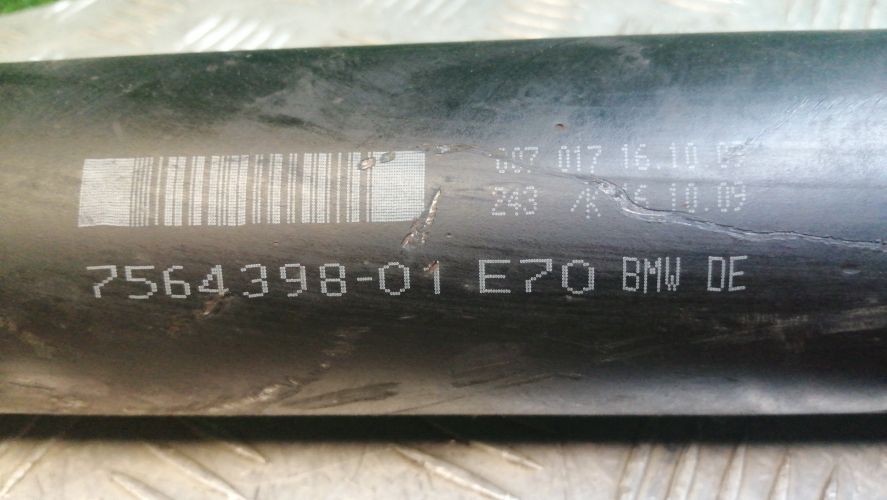 007 017 16.10.09
243 /K 16.10.09
7564398-01 E70 BMW DE